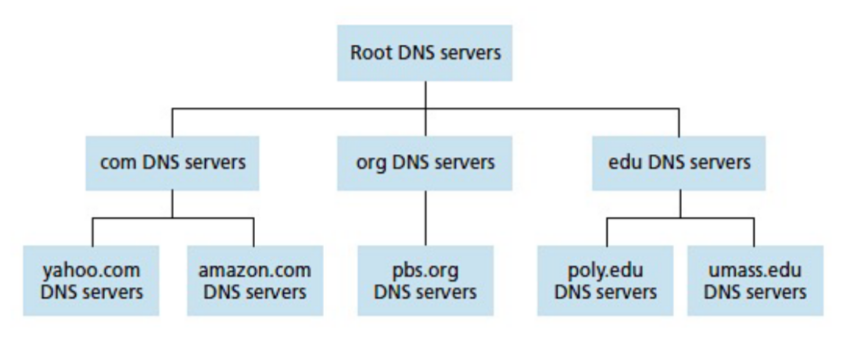 Root DNS servers
com DNS servers
org DNS servers
edu DNS servers
yahoo.com
DNS servers
amazon.com
DNS servers
pbs.org
DNS servers
poly.edu
DNS servers
umass.edu
DNS servers